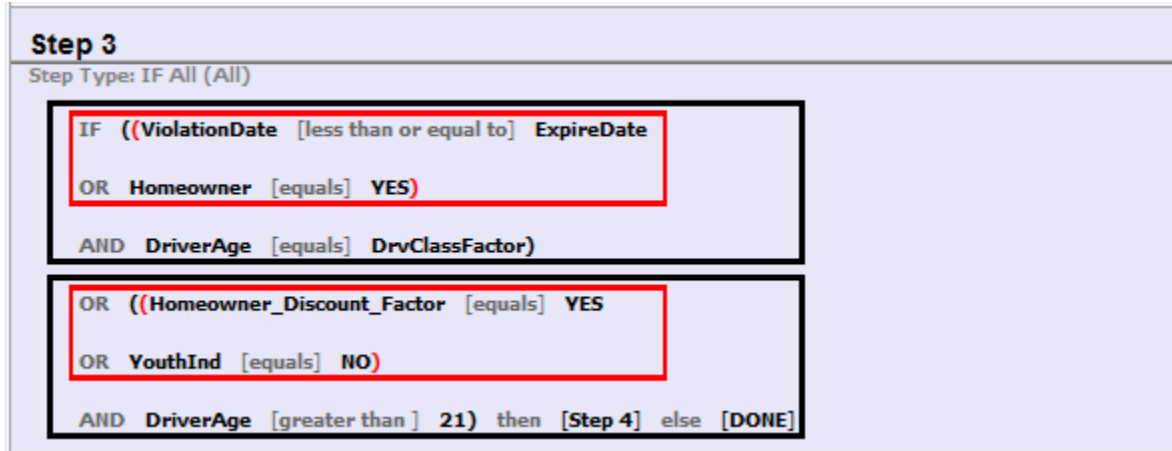 Step 3
Step Type: IF All (All)
IF ((ViolationDate [less than or equal to] ExpireDate
OR Homeowner [equals] YES)
AND DriverAge [equals] DrvClassFactor)
OR ((Homeowner_Discount_Factor [equals] YES
OR YouthInd [equals] NO)
AND DriverAge [greater than ] 21) then [Step 4] else [DONE]